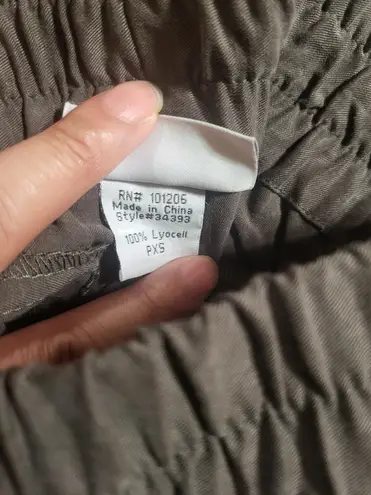 RN# 101206
Made in China
Style#34393
100% Lyocell
PXS